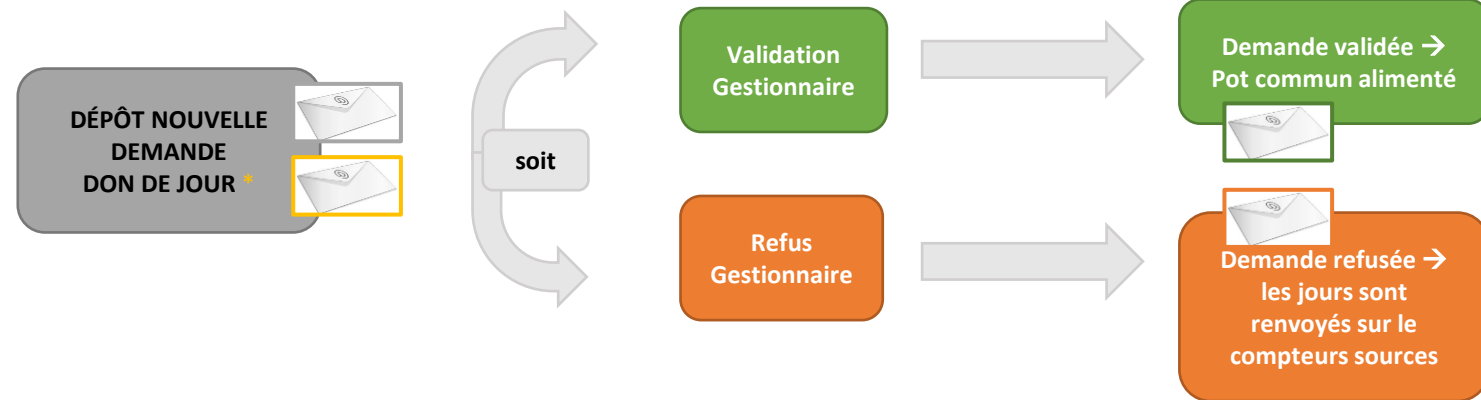 DÉPÔT NOUVELLE
DEMANDE
DON DE JOUR *
soit
Validation
Gestionnaire
Demande validée →
Pot commun alimenté
Refus
Gestionnaire
Demande refusée →
les jours sont
renvoyés sur le
compteurs sources